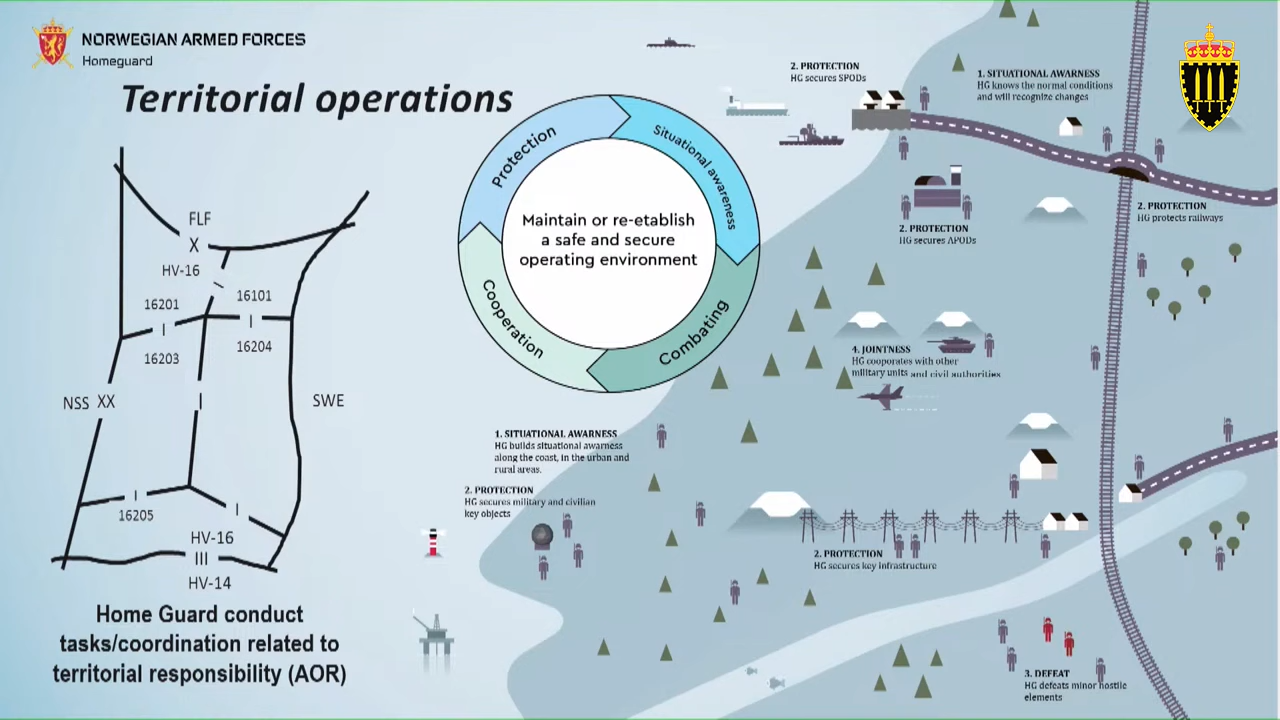 NORWEGIAN ARMED FORCES
Homeguard
Territorial operations
FLF
X
HV-16
16201
16101
16203
16204
NSS XX
SWE
16205
HV-16
III
HV-14
Home Guard conduct
tasks/coordination related to
territorial responsibility (AOR)
Protection
Situational awareness
Combating
Cooperation
Maintain or re-etablish
a safe and secure
operating environment
2. PROTECTION
HG secures SPODs
1. SITUATIONAL AWARNESS
HG knows the normal conditions
and will recognize changes
2. PROTECTION
HG protects railways
2. PROTECTION
HG secures APODs
4. JOINTNESS
HG cooporates with other
military units and civil authorities
1. SITUATIONAL AWARNESS
HG builds situational awarness
along the coast, in the urban and
rural areas.
2. PROTECTION
HG secures military and civilian
key objects
2. PROTECTION
HG secures key infrastructure
3. DEFEAT
HG defeats minor hostile
elements